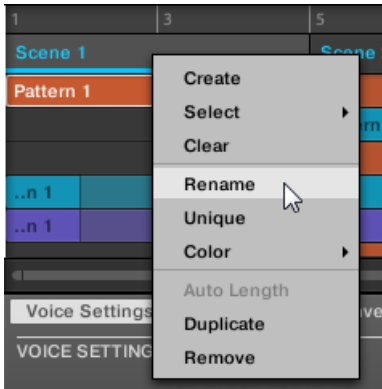 1 3 5
Scene 1 Scene
Pattern 1
Create
Select
Clear
Rename
..n 1
Unique
..n 1
Color
Auto Length
Voice Settings
Duplicate
VOICE SETTING
Remove